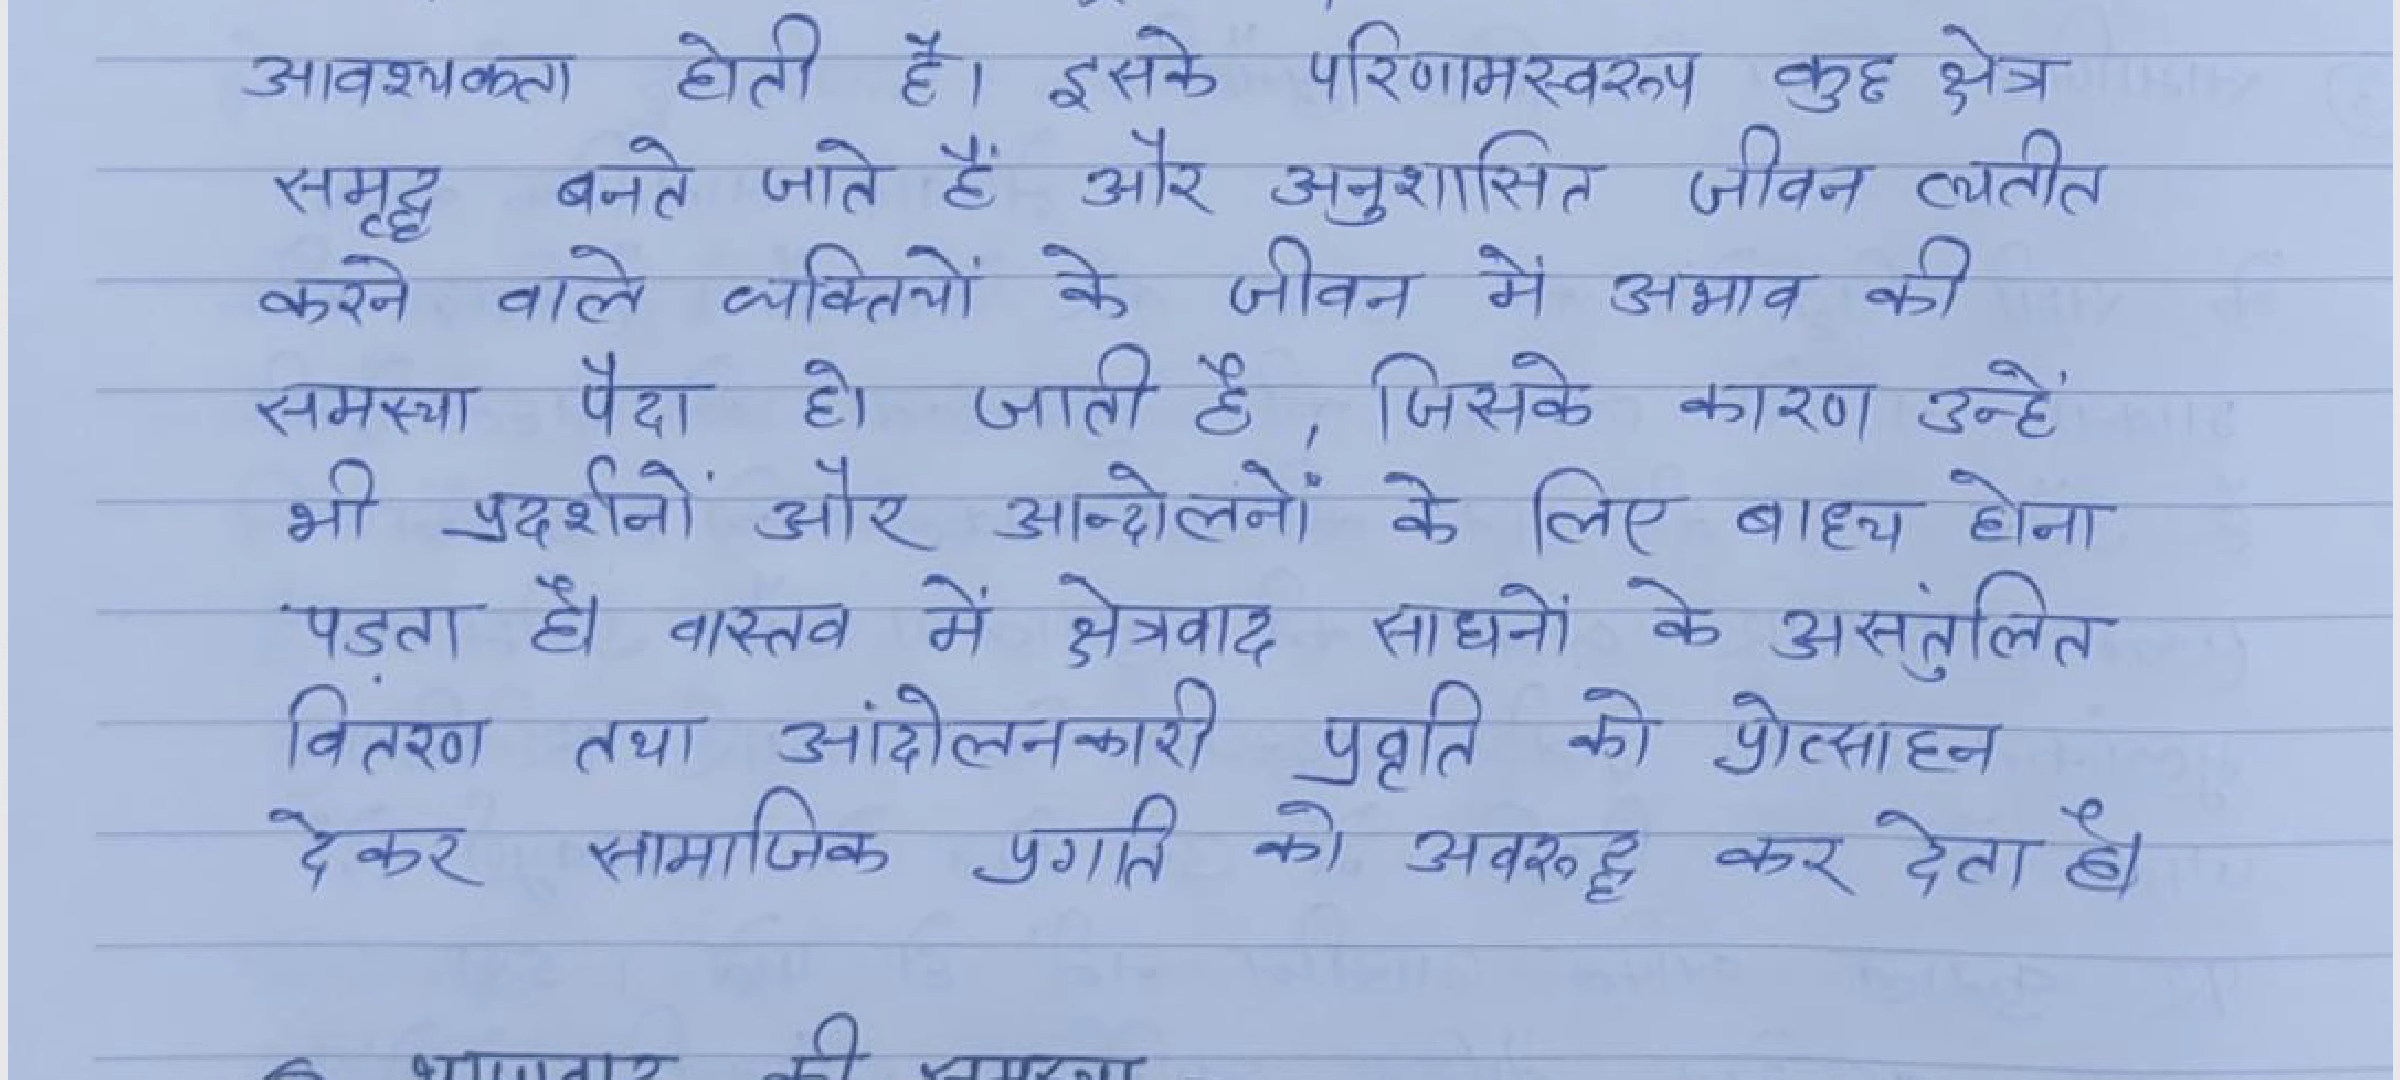 आवश्यकता होती है। इसके परिणामस्वरूप कुछ क्षेत्र
समृद्ध बनते जाते हैं और अनुशासित जीवन व्यतीत
करने वाले व्यक्तियों के जीवन में अभाव की
समस्या पैदा हो जाती है, जिसके कारण उन्हें
भी प्रदर्शनों और आन्दोलनों के लिए बाध्य होना
पड़ता है। वास्तव में क्षेत्रवाद साधनों के असंतुलित
वितरण तथा आंदोलनकारी प्रवृति को प्रोत्साहन
देकर सामाजिक प्रगति को अवरुद्ध कर देता है।
की समस्या